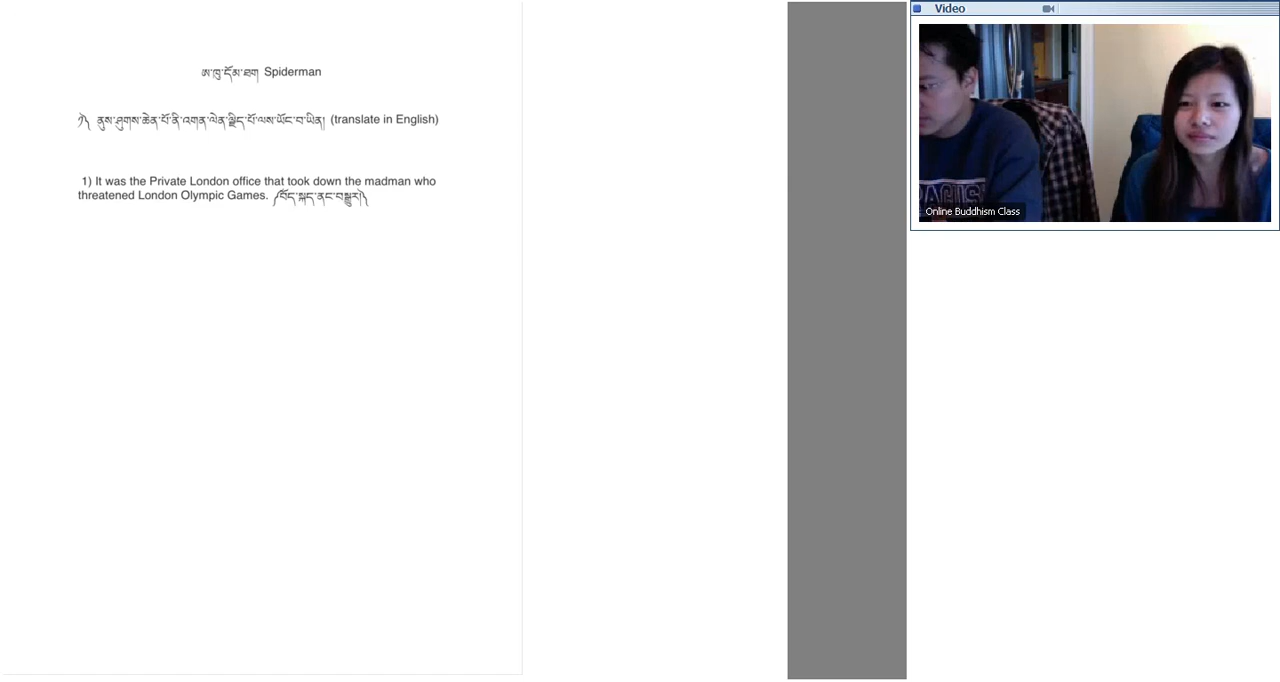 ཨ་ཁུ་དོམ་ཐག Spiderman
༡༽ ནུས་ཤུགས་ཆེན་པོ་ནི་འགན་ལེན་ལྗིད་པོ་ལས་ཡོང་བ་ཡིན། (translate in English)
1) It was the Private London office that took down the madman who
threatened London Olympic Games. ༼བོད་སྐད་ནང་བསྒྱུར།༽
Video
Online Buddhism Class